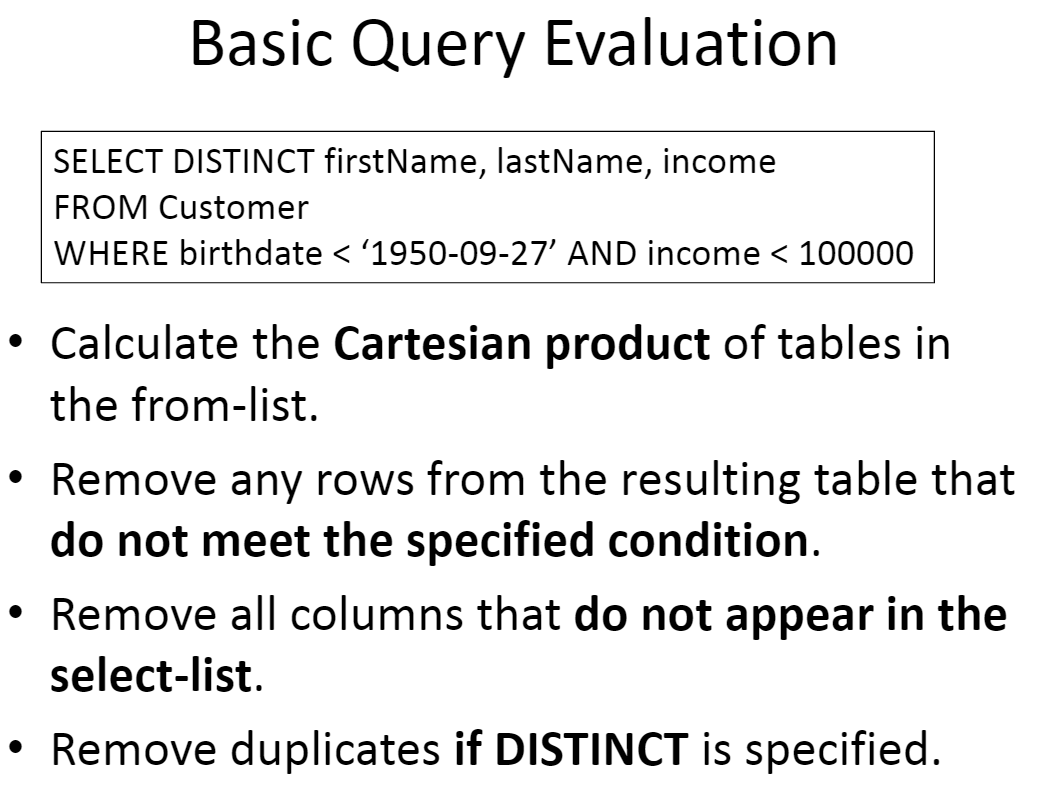 Basic Query Evaluation
SELECT DISTINCT firstName, lastName, income
FROM Customer
WHERE birthdate < ‘1950-09-27’ AND income < 100000
• Calculate the Cartesian product of tables in
the from-list.
• Remove any rows from the resulting table that
do not meet the specified condition.
• Remove all columns that do not appear in the
select-list.
• Remove duplicates if DISTINCT is specified.